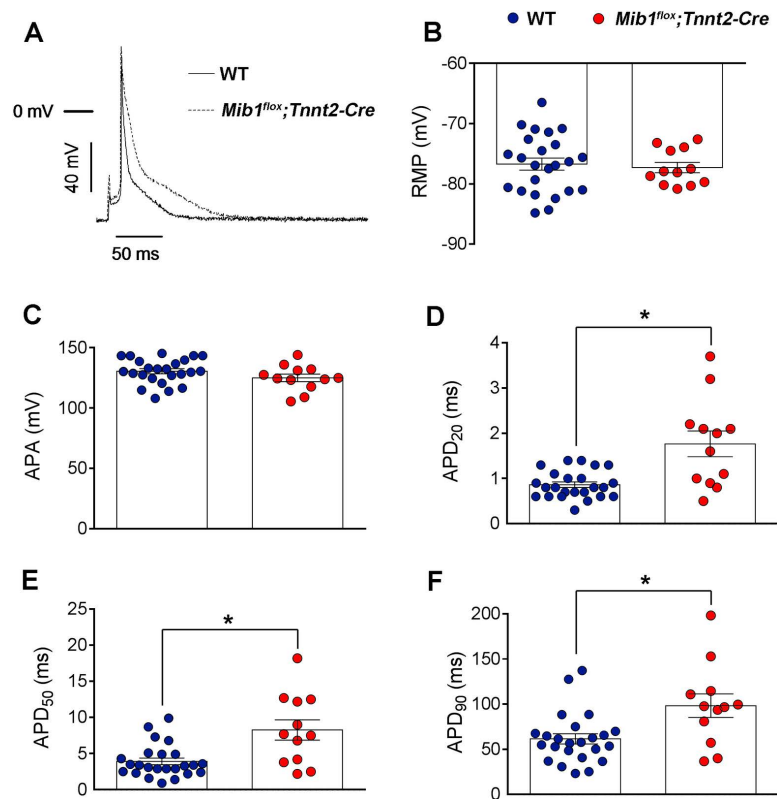 A
WT
Mib1flox;Tnnt2-Cre
0 mV
40 mV
50 ms
WT
Mib1flox;Tnnt2-Cre
B
-60
-70
-80
-90
RMP (mV)
C
150
100
50
0
APA (mV)
D
*
4
3
2
1
0
APD20 (ms)
E
*
25
20
15
10
5
0
APD50 (ms)
F
*
200
150
100
50
0
APD90 (ms)